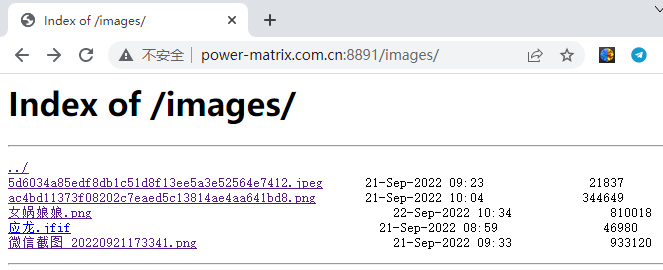 Index of /images/
不安全 power-matrix.com.cn:8891/images/
Index of /images/
../
5d6034a85edf8db1c51d8f13ee5a3e52564e7412.jpeg 21-Sep-2022 09:23 21837
ac4bd11373f08202c7eaed5c13814ae4aa641bd8.png 21-Sep-2022 10:04 344649
女娲娘娘.png 22-Sep-2022 10:34 810018
应龙.jfif 21-Sep-2022 08:59 46980
微信截图_20220921173341.png 21-Sep-2022 09:33 933120